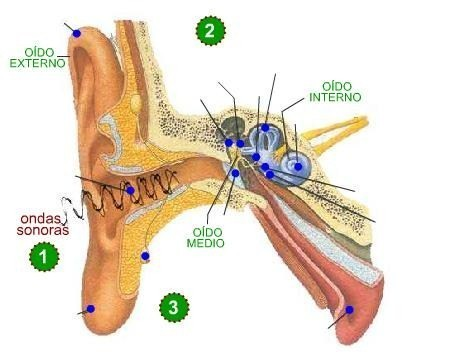 2
OÍDO
EXTERNO
OÍDO
INTERNO
ondas
sonoras
OÍDO
MEDIO
1
3